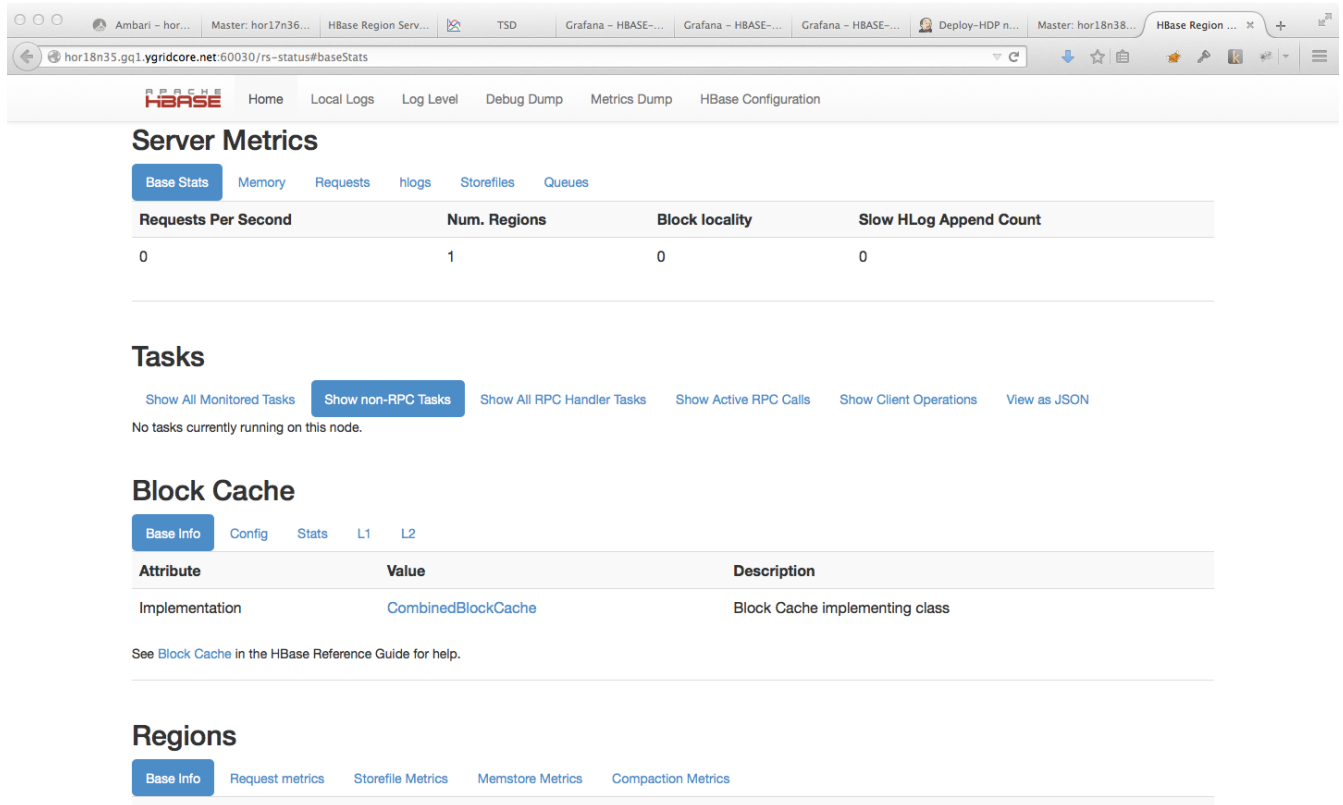 Ambari – hor... Master: hor17n36... HBase Region Serv... TSD Grafana – HBASE–... Grafana – HBASE–... Grafana – HBASE–... Deploy–HDP n... Master: hor18n38... HBase Region ...
hor18n35.gq1.ygridcore.net:60030/rs-status#baseStats
APACHE HBASE Home Local Logs Log Level Debug Dump Metrics Dump HBase Configuration
Server Metrics
Base Stats Memory Requests hlogs Storefiles Queues
Requests Per Second Num. Regions Block locality Slow HLog Append Count
0 1 0 0
Tasks
Show All Monitored Tasks Show non-RPC Tasks Show All RPC Handler Tasks Show Active RPC Calls Show Client Operations View as JSON
No tasks currently running on this node.
Block Cache
Base Info Config Stats L1 L2
Attribute Value Description
Implementation CombinedBlockCache Block Cache implementing class
See Block Cache in the HBase Reference Guide for help.
Regions
Base Info Request metrics Storefile Metrics Memstore Metrics Compaction Metrics